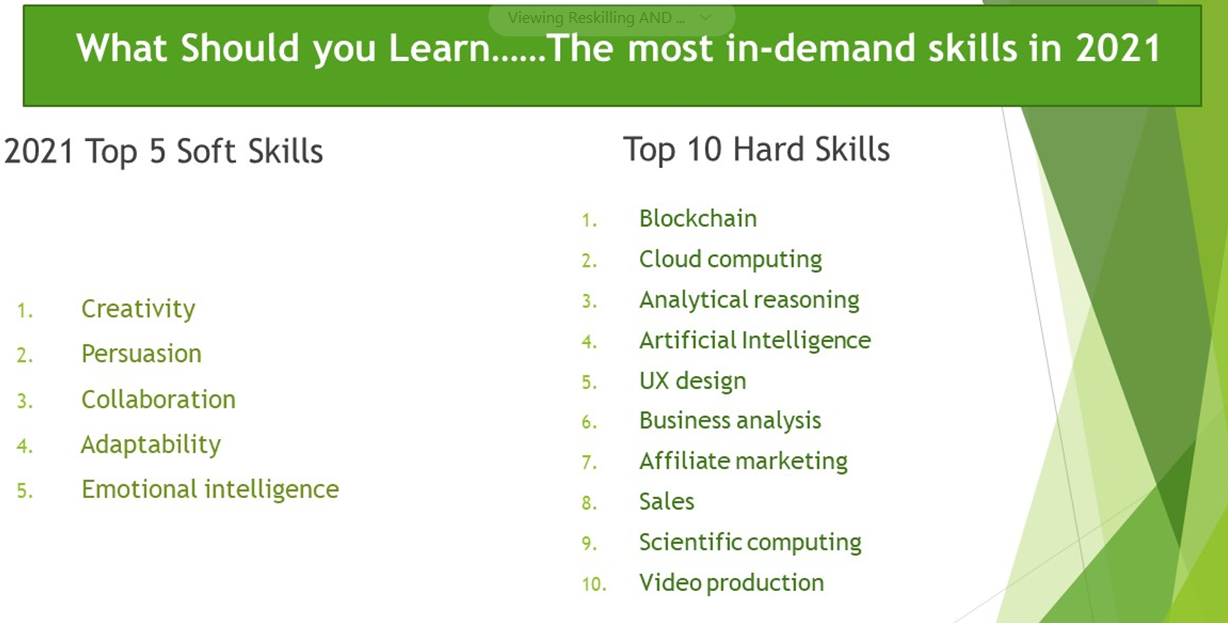 Viewing Reskilling AND ...
What Should you Learn......The most in-demand skills in 2021
2021 Top 5 Soft Skills
1. Creativity
2. Persuasion
3. Collaboration
4. Adaptability
5. Emotional intelligence
Top 10 Hard Skills
1. Blockchain
2. Cloud computing
3. Analytical reasoning
4. Artificial Intelligence
5. UX design
6. Business analysis
7. Affiliate marketing
8. Sales
9. Scientific computing
10. Video production